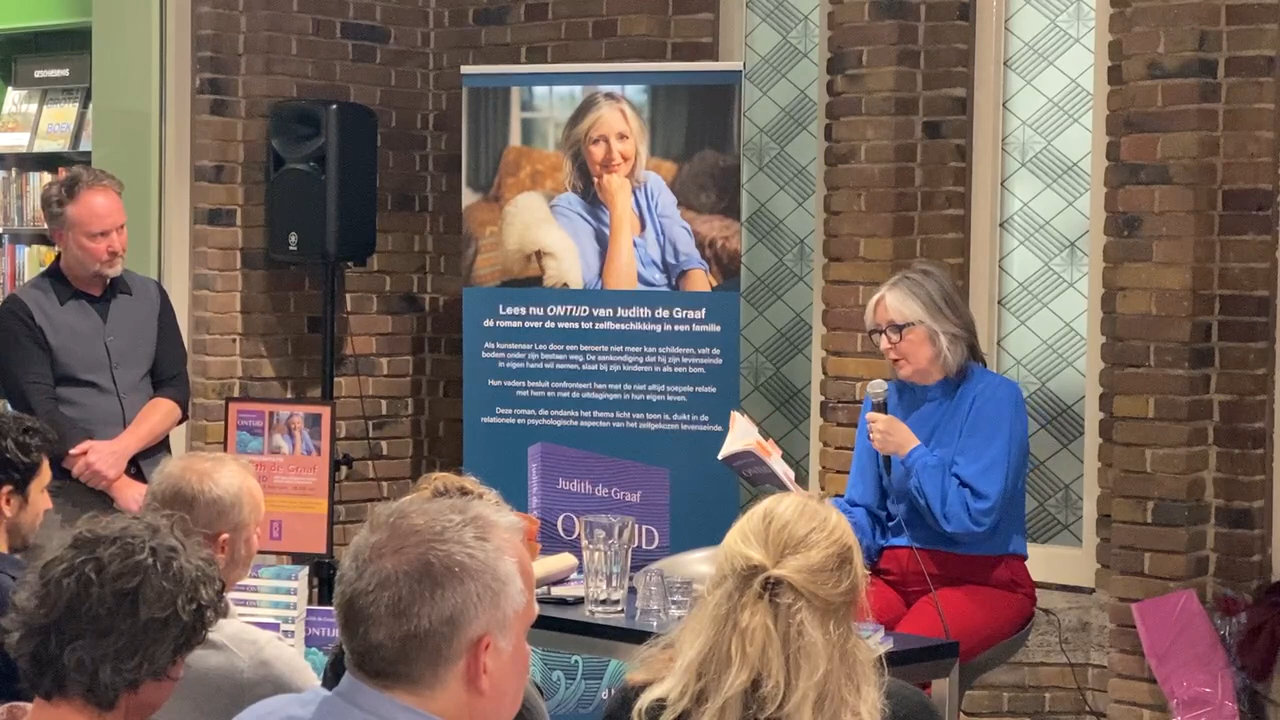 GESCHIEDENIS
GROTE
BOEK
Lees nu ONTIJD van Judith de Graaf
dé roman over de wens tot zelfbeschikking in een familie
Als kunstenaar Leo door een beroerte niet meer kan schilderen, valt de
bodem onder zijn bestaan weg. De aankondiging dat hij zijn levenseinde
in eigen hand wil nemen, slaat bij zijn kinderen in als een bom.
Hun vaders besluit confronteert hen met de niet altijd soepele relatie
met hem en met de uitdagingen in hun eigen leven.
Deze roman, die ondanks het thema licht van toon is, duikt in de
relationele en psychologische aspecten van het zelfgekozen levenseinde.
Judith de Graaf
ONTIJD
de Graaf
ONTIJD